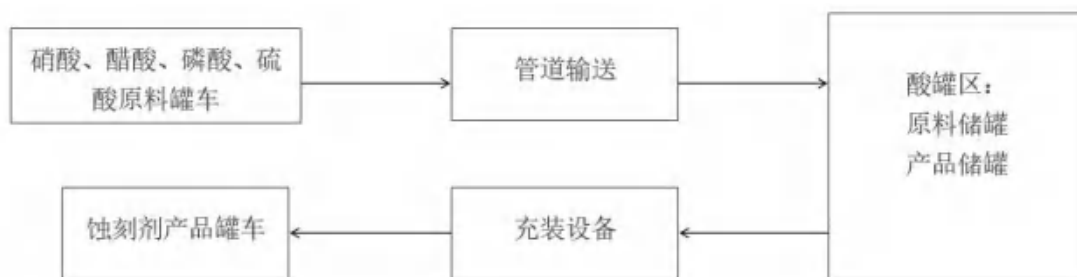 硝酸、醋酸、磷酸、硫
酸原料罐车
管道输送
酸罐区：
原料储罐
产品储罐
蚀刻剂产品罐车
充装设备